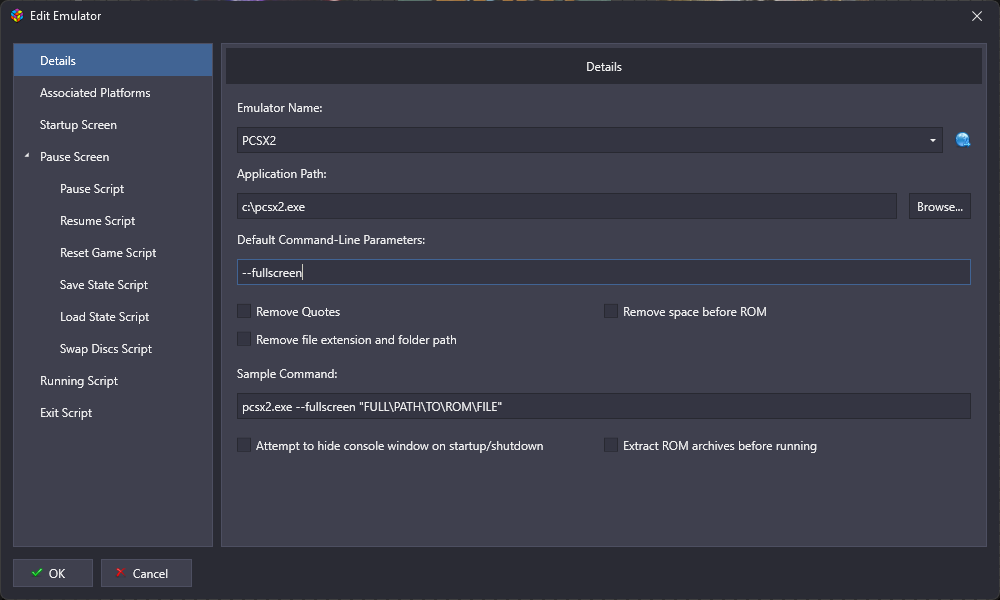 Edit Emulator
Details
Associated Platforms
Startup Screen
Pause Screen
Pause Script
Resume Script
Reset Game Script
Save State Script
Load State Script
Swap Discs Script
Running Script
Exit Script
Details
Emulator Name:
PCSX2
Application Path:
c:\pcsx2.exe
Browse...
Default Command-Line Parameters:
--fullscreen
Remove Quotes
Remove space before ROM
Remove file extension and folder path
Sample Command:
pcsx2.exe --fullscreen "FULL\PATH\TO\ROM\FILE"
Attempt to hide console window on startup/shutdown
Extract ROM archives before running
OK
Cancel